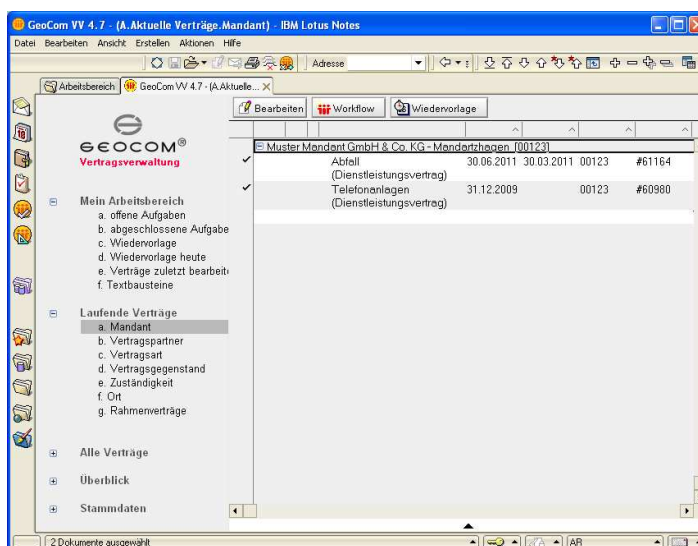 GeoCom VV 4.7 - (A.Aktuelle Verträge.Mandant) - IBM Lotus Notes
Datei Bearbeiten Ansicht Erstellen Aktionen Hilfe
Adresse
Arbeitsbereich GeoCom VV 4.7 - (A.Aktuelle...
Bearbeiten Workflow Wiedervorlage
GEOCOM®
Vertragsverwaltung
Muster Mandant GmbH & Co. KG - Mandantzhagen [00123]
Abfall 30.06.2011 30.03.2011 00123 #61164
(Dienstleistungsvertrag)
Telefonanlagen 31.12.2009 00123 #60980
(Dienstleistungsvertrag)
Mein Arbeitsbereich
a. offene Aufgaben
b. abgeschlossene Aufgabe
c. Wiedervorlage
d. Wiedervorlage heute
e. Verträge zuletzt bearbeit
f. Textbausteine
Laufende Verträge
a. Mandant
b. Vertragspartner
c. Vertragsart
d. Vertragsgegenstand
e. Zuständigkeit
f. Ort
g. Rahmenverträge
Alle Verträge
Überblick
Stammdaten
2 Dokumente ausgewählt
AR